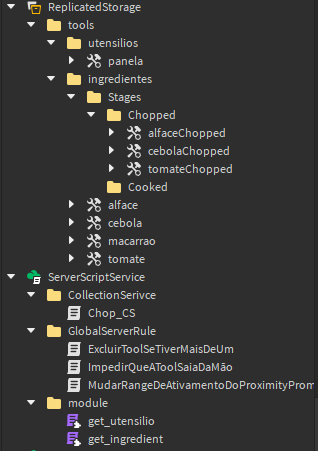 ReplicatedStorage
tools
utensilios
panela
ingredientes
Stages
Chopped
alfaceChopped
cebolaChopped
tomateChopped
Cooked
alface
cebola
macarrao
tomate
ServerScriptService
CollectionSerivce
Chop_CS
GlobalServerRule
ExcluirToolSeTiverMaisDeUm
ImpedirQueAToolSaiaDaMão
MudarRangeDeAtivamentoDoProximityProm
module
get_utensilio
get_ingredient